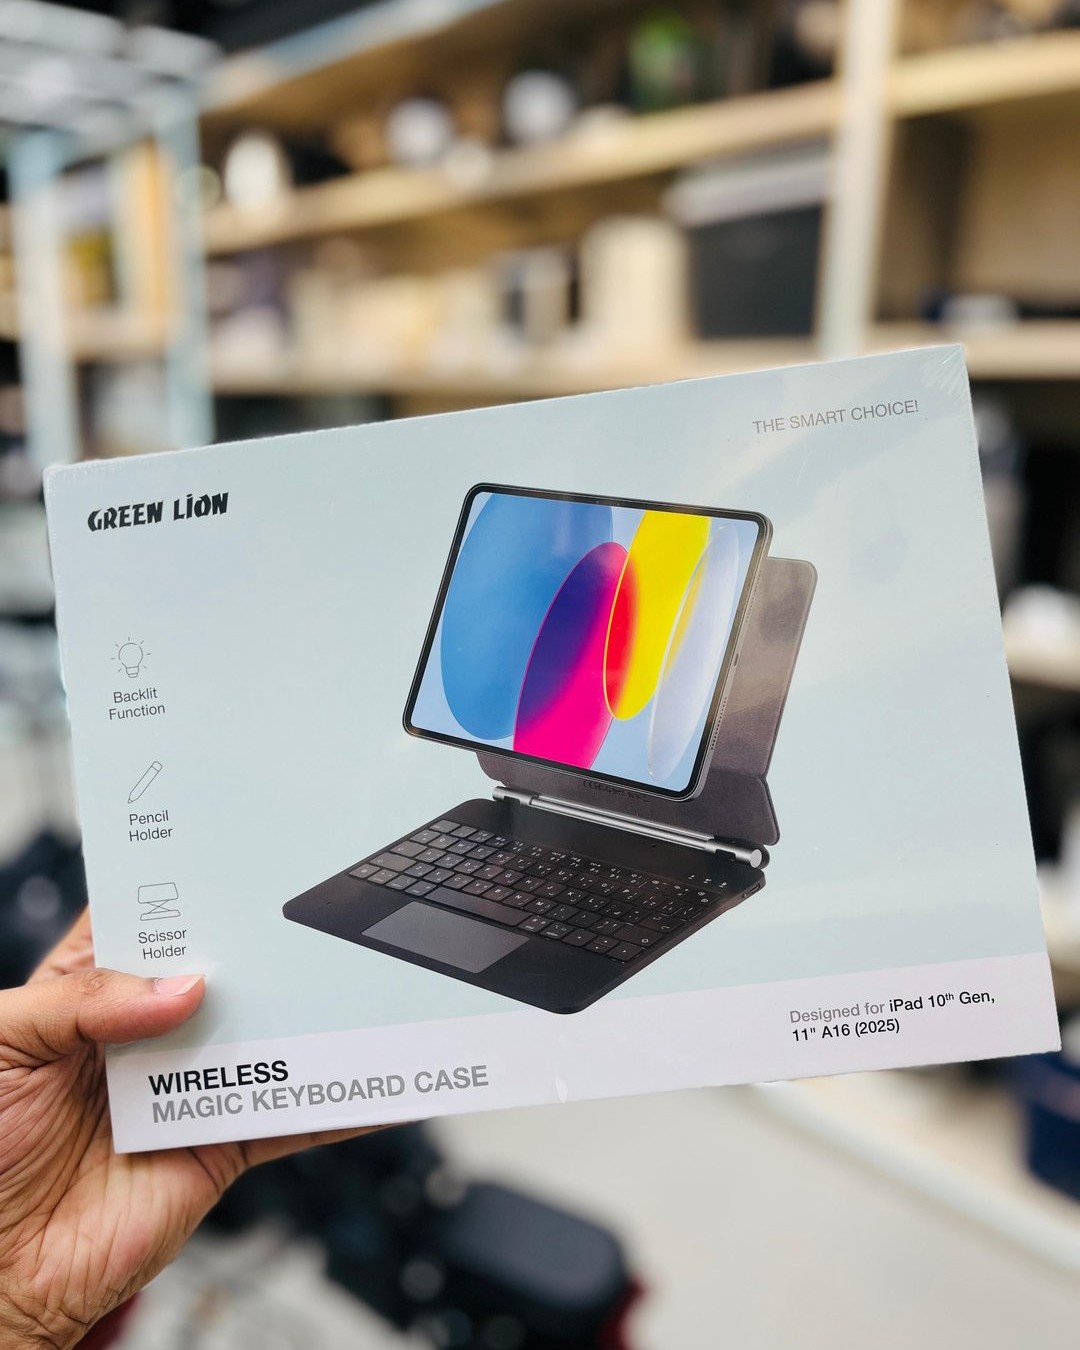 THE SMART CHOICE!
GREEN LION
Backlit
Function
Pencil
Holder
Scissor
Holder
Designed for iPad 10th Gen,
11" A16 (2025)
WIRELESS
MAGIC KEYBOARD CASE